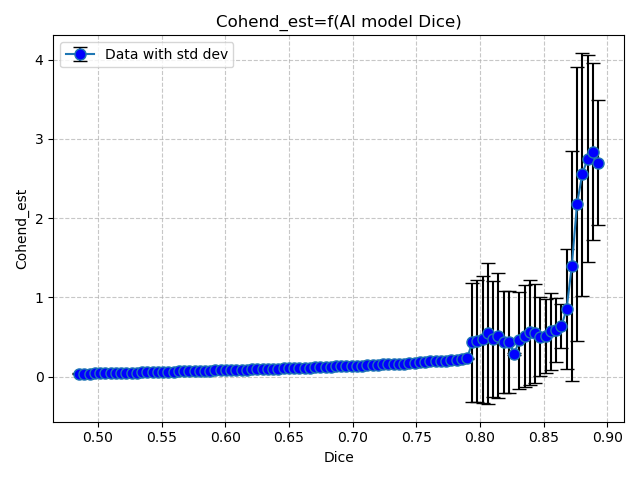 Cohend_est=f(AI model Dice)
Data with std dev
4
3
2
1
0
Cohend_est
0.50 0.55 0.60 0.65 0.70 0.75 0.80 0.85 0.90
Dice